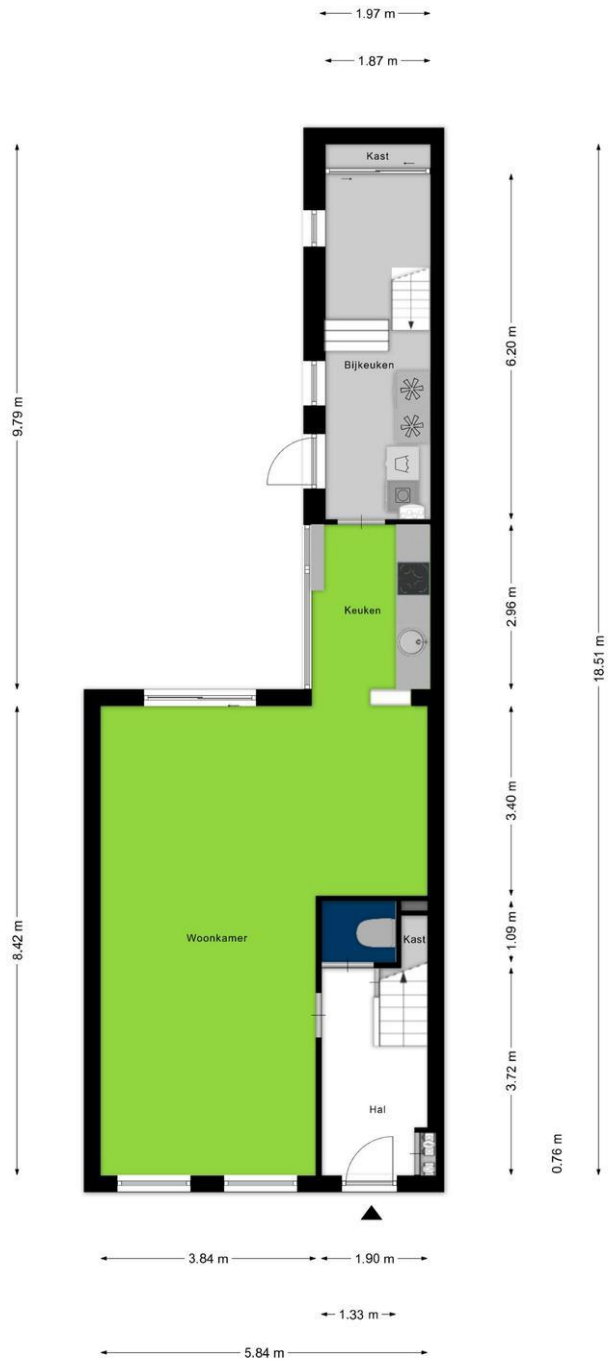 1.97 m
1.87 m
Kast
Bijkeuken
6.20 m
9.79 m
Keuken
2.96 m
18.51 m
3.40 m
Woonkamer
Kast
1.09 m
8.42 m
Hal
3.72 m
0.76 m
3.84 m
1.90 m
1.33 m
5.84 m